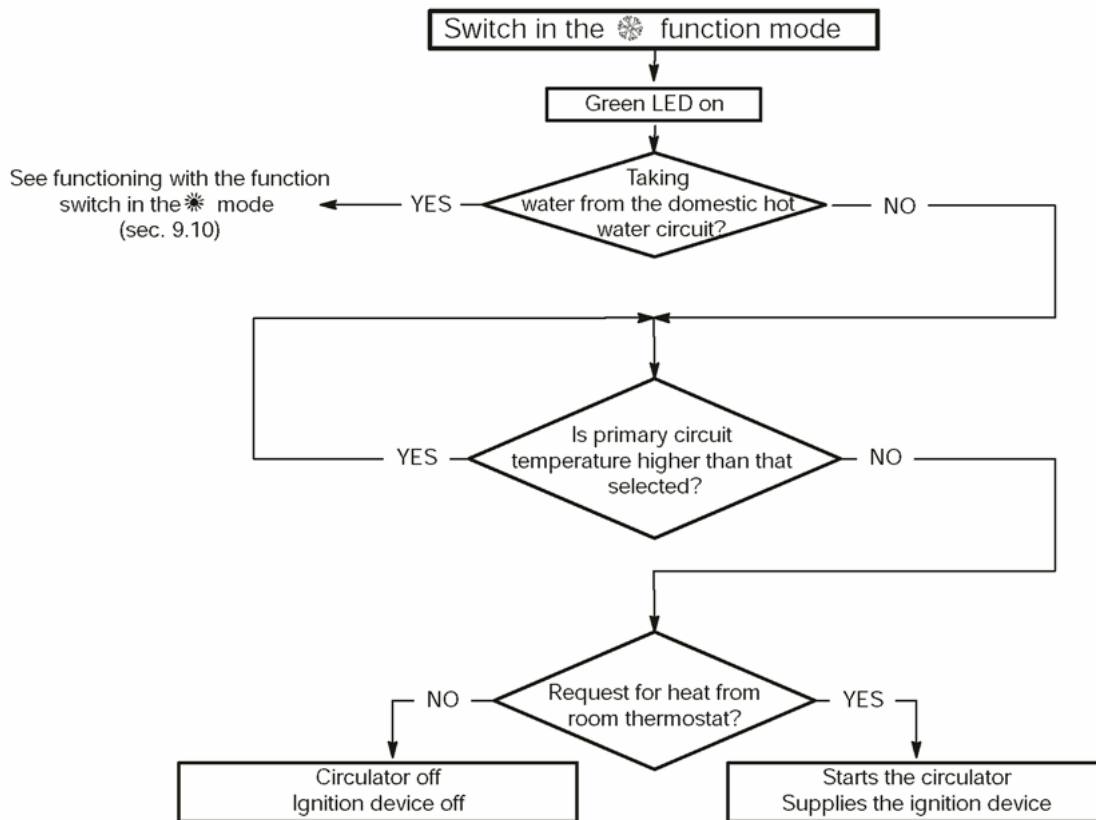 Switch in the function mode
Green LED on
Taking
water from the domestic hot
water circuit?
YES
NO
See functioning with the function
switch in the mode
(sec. 9.10)
Is primary circuit
temperature higher than that
selected?
YES
NO
Request for heat from
room thermostat?
NO
YES
Circulator off
Ignition device off
Starts the circulator
Supplies the ignition device